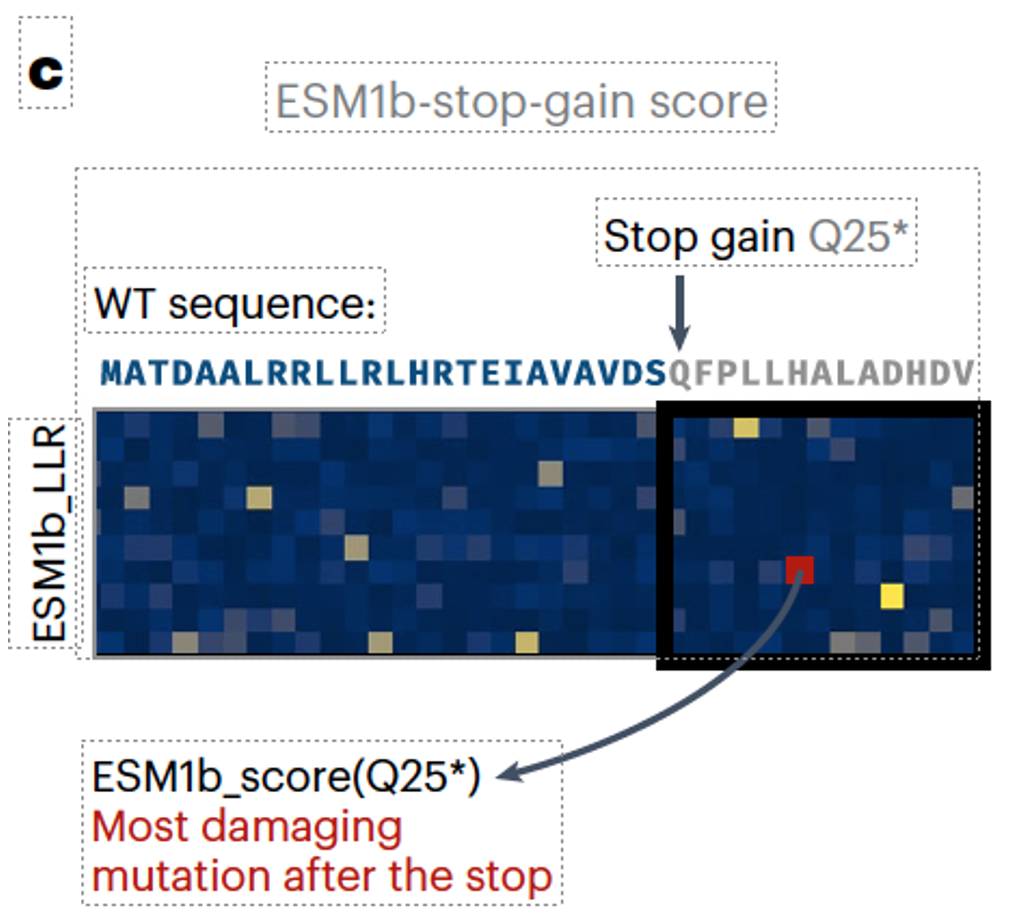 c
ESM1b-stop-gain score
Stop gain Q25*
WT sequence:
MATDAALRRLLRLHRTEIAVAVDSQFPLLHALADHDV
ESM1b_LLR
ESM1b_score(Q25*)
Most damaging
mutation after the stop